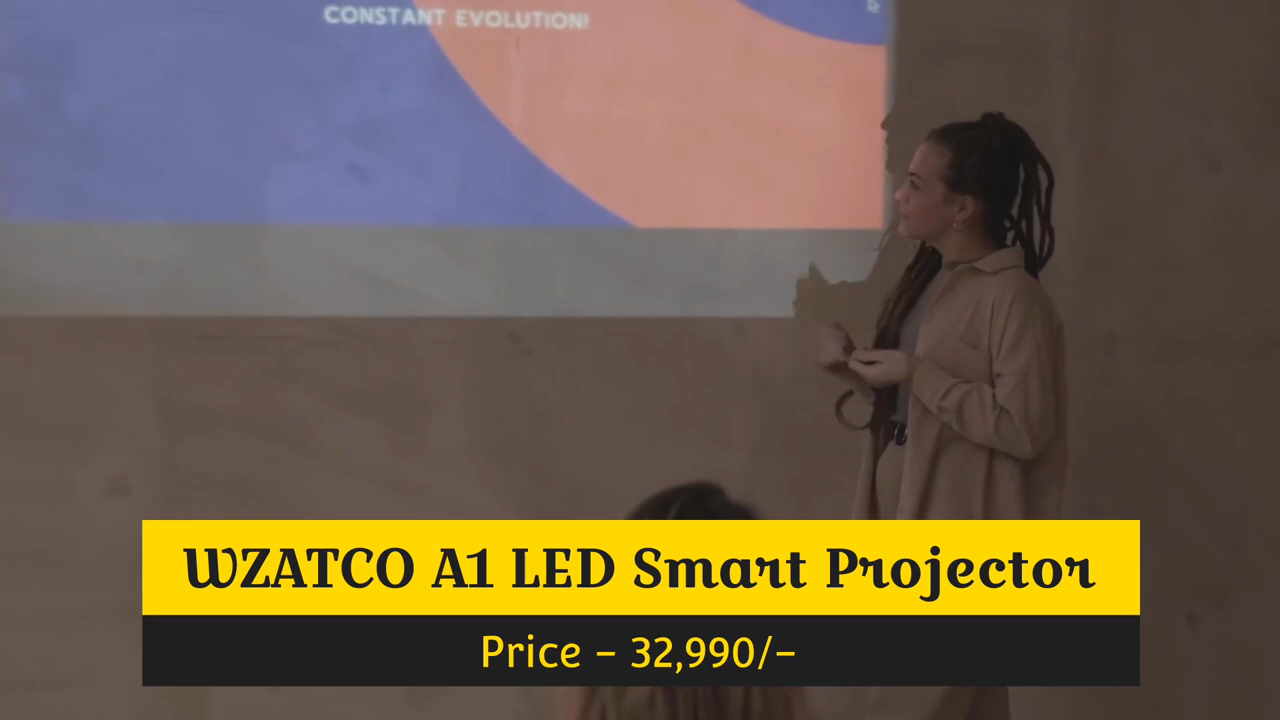 CONSTANT EVOLUTION!
WZATCO A1 LED Smart Projector
Price – 32,990/–